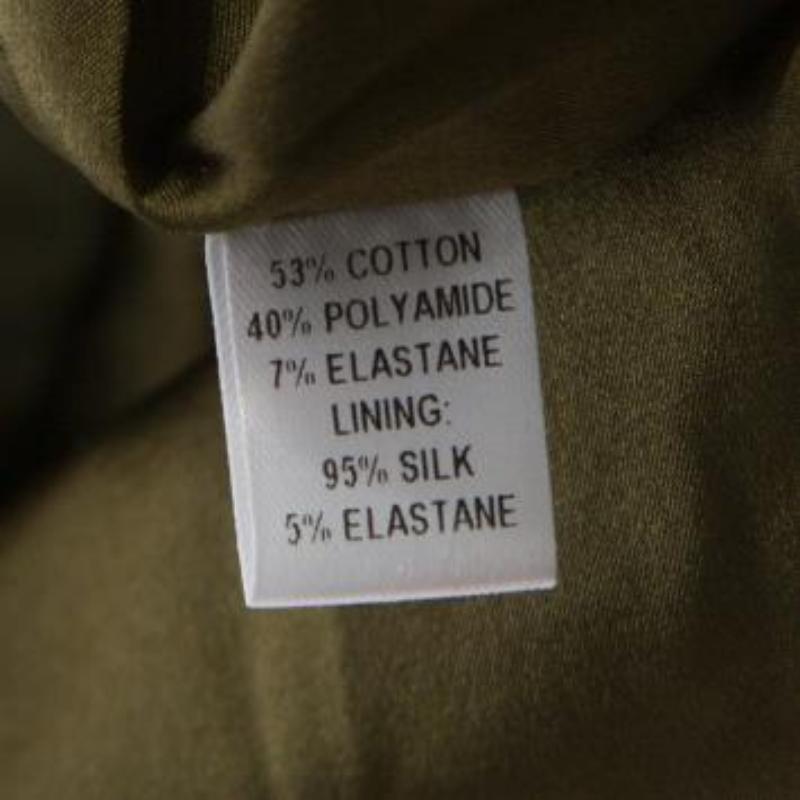 53% COTTON
40% POLYAMIDE
7% ELASTANE
LINING:
95% SILK
5% ELASTANE